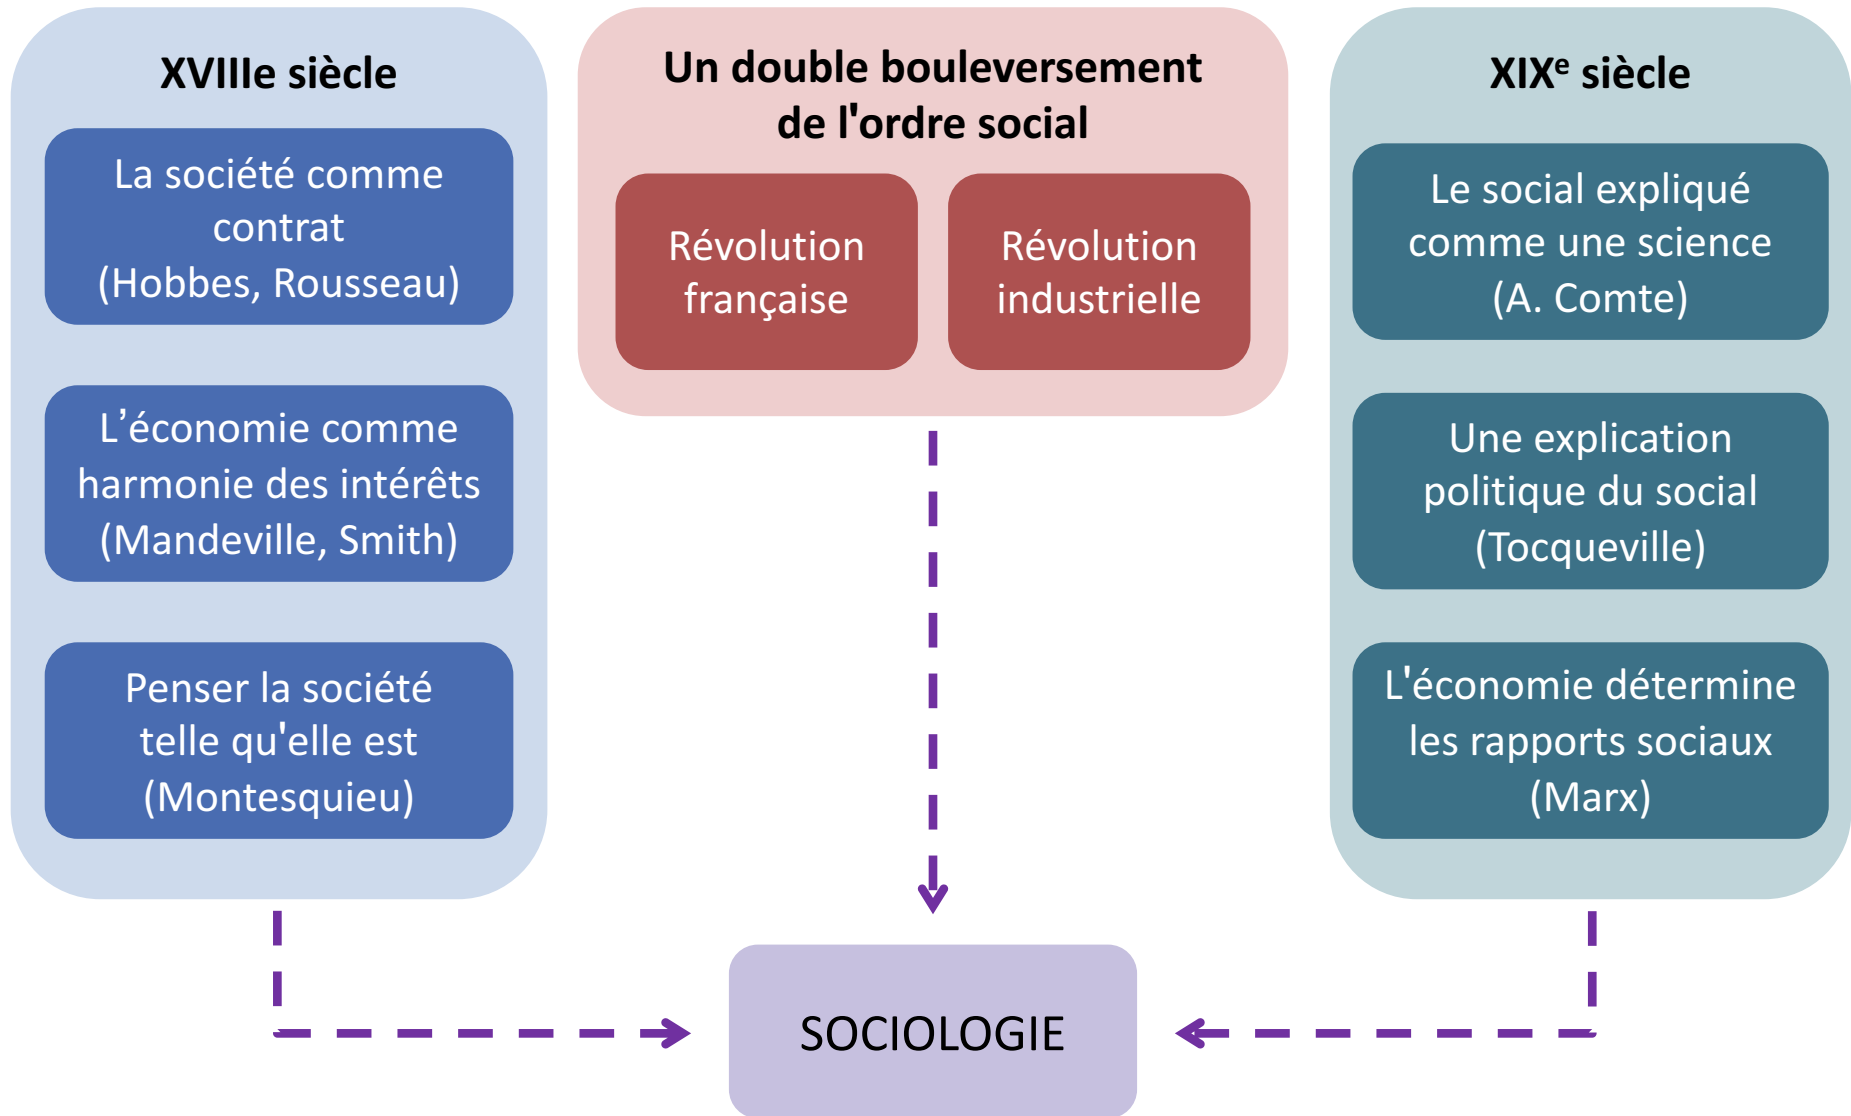 XVIIIe siècle
La société comme
contrat
(Hobbes, Rousseau)
L’économie comme
harmonie des intérêts
(Mandeville, Smith)
Penser la société
telle qu'elle est
(Montesquieu)
Un double bouleversement
de l'ordre social
Révolution
française
Révolution
industrielle
XIXe siècle
Le social expliqué
comme une science
(A. Comte)
Une explication
politique du social
(Tocqueville)
L'économie détermine
les rapports sociaux
(Marx)
SOCIOLOGIE